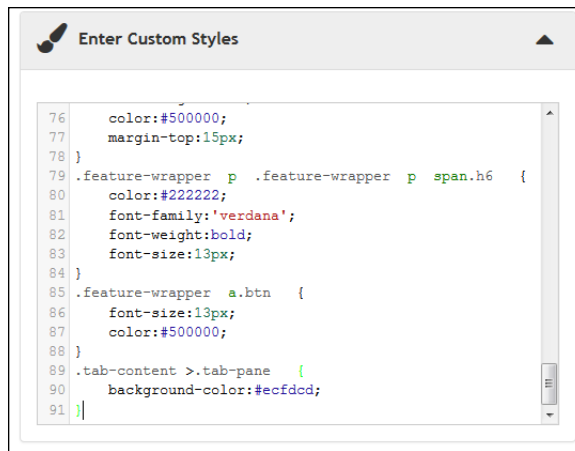 Enter Custom Styles
76 color:#500000;
77 margin-top:15px;
78 }
79 .feature-wrapper p .feature-wrapper p span.h6 {
80 color:#222222;
81 font-family:'verdana';
82 font-weight:bold;
83 font-size:13px;
84 }
85 .feature-wrapper a.btn {
86 font-size:13px;
87 color:#500000;
88 }
89 .tab-content >.tab-pane {
90 background-color:#ecfdcd;
91 }